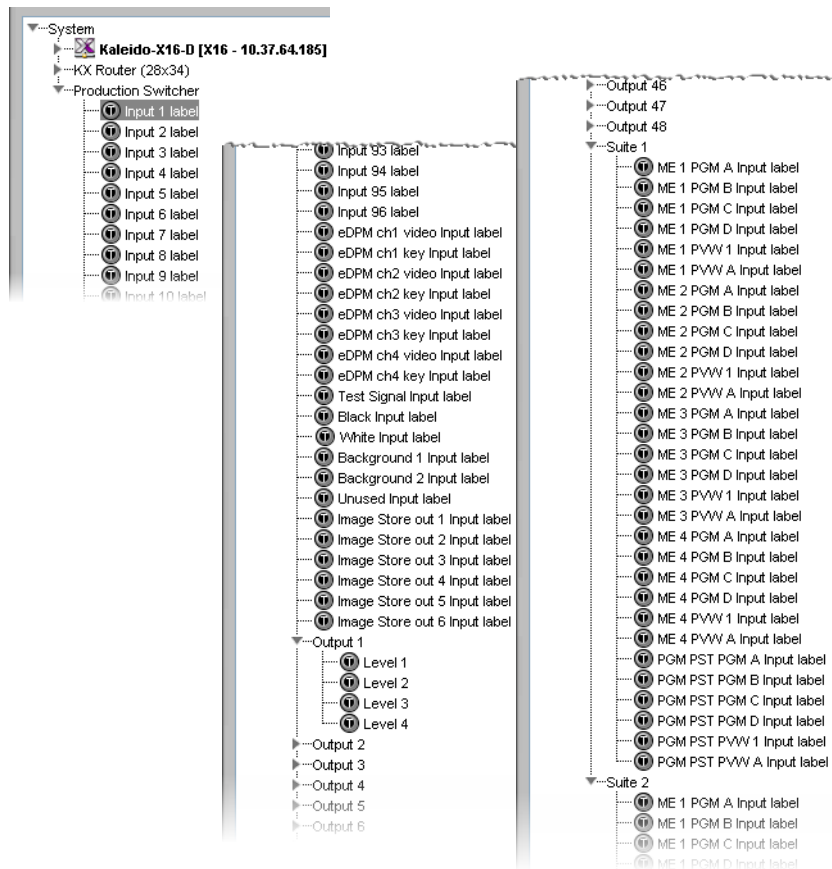 System
Kaleido-X16-D [X16 - 10.37.64.185]
KX Router (28x34)
Production Switcher
Input 1 label
Input 2 label
Input 3 label
Input 4 label
Input 5 label
Input 6 label
Input 7 label
Input 8 label
Input 9 label
Input 10 label
Input 93 label
Input 94 label
Input 95 label
Input 96 label
eDPM ch1 video Input label
eDPM ch1 key Input label
eDPM ch2 video Input label
eDPM ch2 key Input label
eDPM ch3 video Input label
eDPM ch3 key Input label
eDPM ch4 video Input label
eDPM ch4 key Input label
Test Signal Input label
Black Input label
White Input label
Background 1 Input label
Background 2 Input label
Unused Input label
Image Store out 1 Input label
Image Store out 2 Input label
Image Store out 3 Input label
Image Store out 4 Input label
Image Store out 5 Input label
Image Store out 6 Input label
Output 1
Level 1
Level 2
Level 3
Level 4
Output 2
Output 3
Output 4
Output 5
Output 6
Output 46
Output 47
Output 48
Suite 1
ME 1 PGM A Input label
ME 1 PGM B Input label
ME 1 PGM C Input label
ME 1 PGM D Input label
ME 1 PVW 1 Input label
ME 1 PVW A Input label
ME 2 PGM A Input label
ME 2 PGM B Input label
ME 2 PGM C Input label
ME 2 PGM D Input label
ME 2 PVW 1 Input label
ME 2 PVW A Input label
ME 3 PGM A Input label
ME 3 PGM B Input label
ME 3 PGM C Input label
ME 3 PGM D Input label
ME 3 PVW 1 Input label
ME 3 PVW A Input label
ME 4 PGM A Input label
ME 4 PGM B Input label
ME 4 PGM C Input label
ME 4 PGM D Input label
ME 4 PVW 1 Input label
ME 4 PVW A Input label
PGM PST PGM A Input label
PGM PST PGM B Input label
PGM PST PGM C Input label
PGM PST PGM D Input label
PGM PST PVW 1 Input label
PGM PST PVW A Input label
Suite 2
ME 1 PGM A Input label
ME 1 PGM B Input label
ME 1 PGM C Input label
ME 1 PGM D Input label